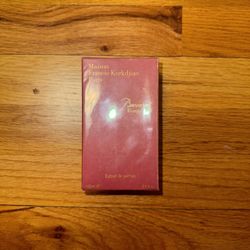 Maison
Francis Kurkdjian
Paris
Baccarat
Rouge
Extrait de parfum